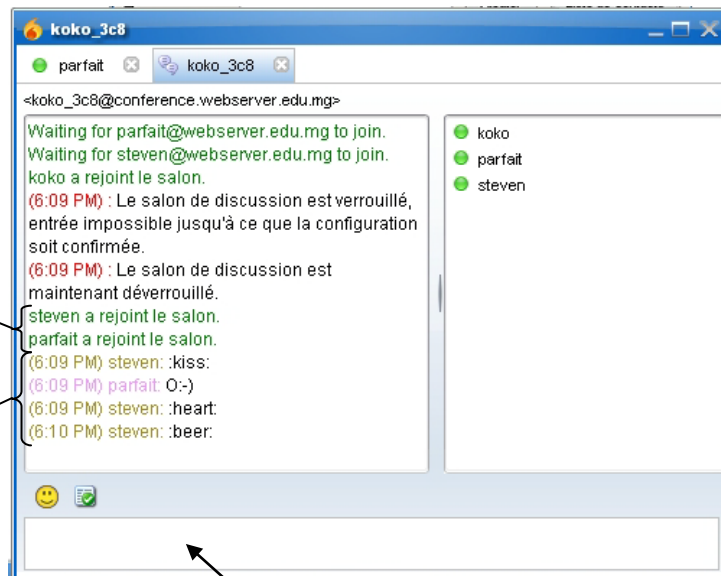 koko_3c8
parfait
koko_3c8
<koko_3c8@conference.webserver.edu.mg>
Waiting for parfait@webserver.edu.mg to join.
Waiting for steven@webserver.edu.mg to join.
koko a rejoint le salon.
(6:09 PM) : Le salon de discussion est verrouillé,
entrée impossible jusqu'à ce que la configuration
soit confirmée.
(6:09 PM) : Le salon de discussion est
maintenant déverrouillé.
steven a rejoint le salon.
parfait a rejoint le salon.
(6:09 PM) steven: :kiss:
(6:09 PM) parfait: O:-)
(6:09 PM) steven: :heart:
(6:10 PM) steven: :beer:
koko
parfait
steven